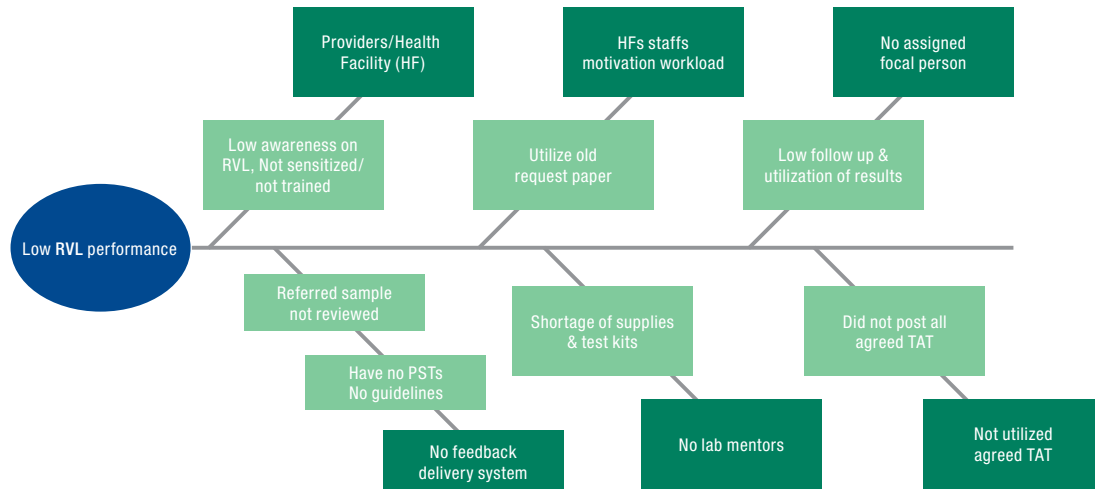 Providers/Health
Facility (HF)
HFs staffs
motivation workload
No assigned
focal person
Low awareness on
RVL, Not sensitized/
not trained
Utilize old
request paper
Low follow up &
utilization of results
Low RVL performance
Referred sample
not reviewed
Shortage of supplies
& test kits
Did not post all
agreed TAT
Have no PSTs
No guidelines
No feedback
delivery system
No lab mentors
Not utilized
agreed TAT